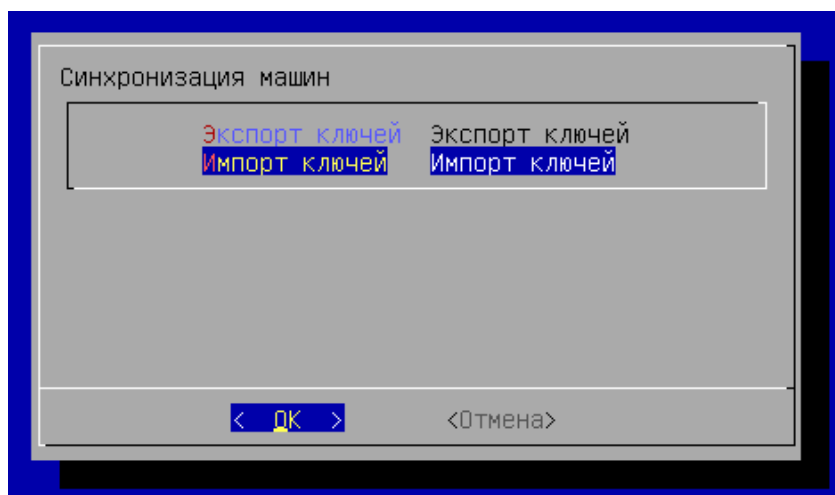 Синхронизация машин
Экспорт ключей Экспорт ключей
Импорт ключей Импорт ключей
< OK > <Отмена>